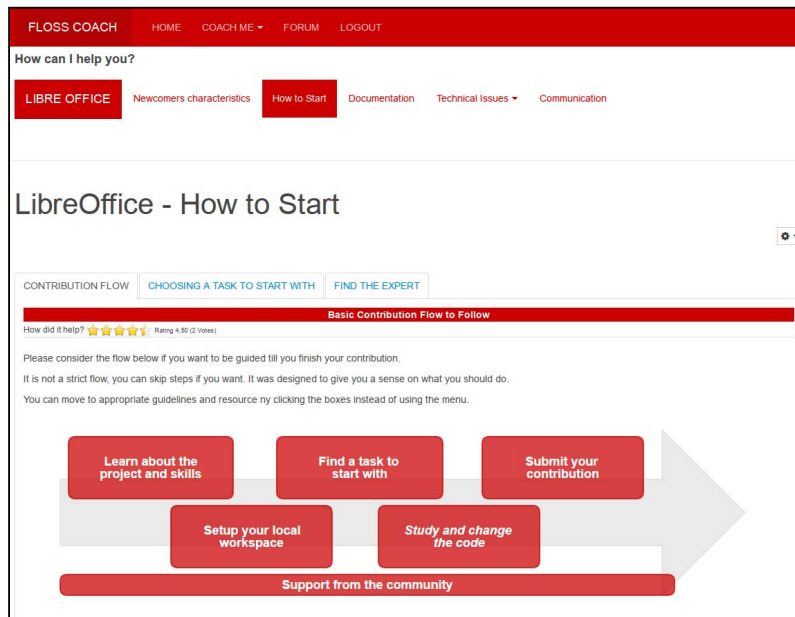 FLOSS COACH HOME COACH ME FORUM LOGOUT
How can I help you?
LIBRE OFFICE Newcomers characteristics How to Start Documentation Technical Issues Communication
LibreOffice - How to Start
CONTRIBUTION FLOW CHOOSING A TASK TO START WITH FIND THE EXPERT
Basic Contribution Flow to Follow
How did it help? Rating 4.50 (2 Votes)
Please consider the flow below if you want to be guided till you finish your contribution.
It is not a strict flow, you can skip steps if you want. It was designed to give you a sense on what you should do.
You can move to appropriate guidelines and resource ny clicking the boxes instead of using the menu.
Learn about the
project and skills
Find a task to
start with
Submit your
contribution
Setup your local
workspace
Study and change
the code
Support from the community